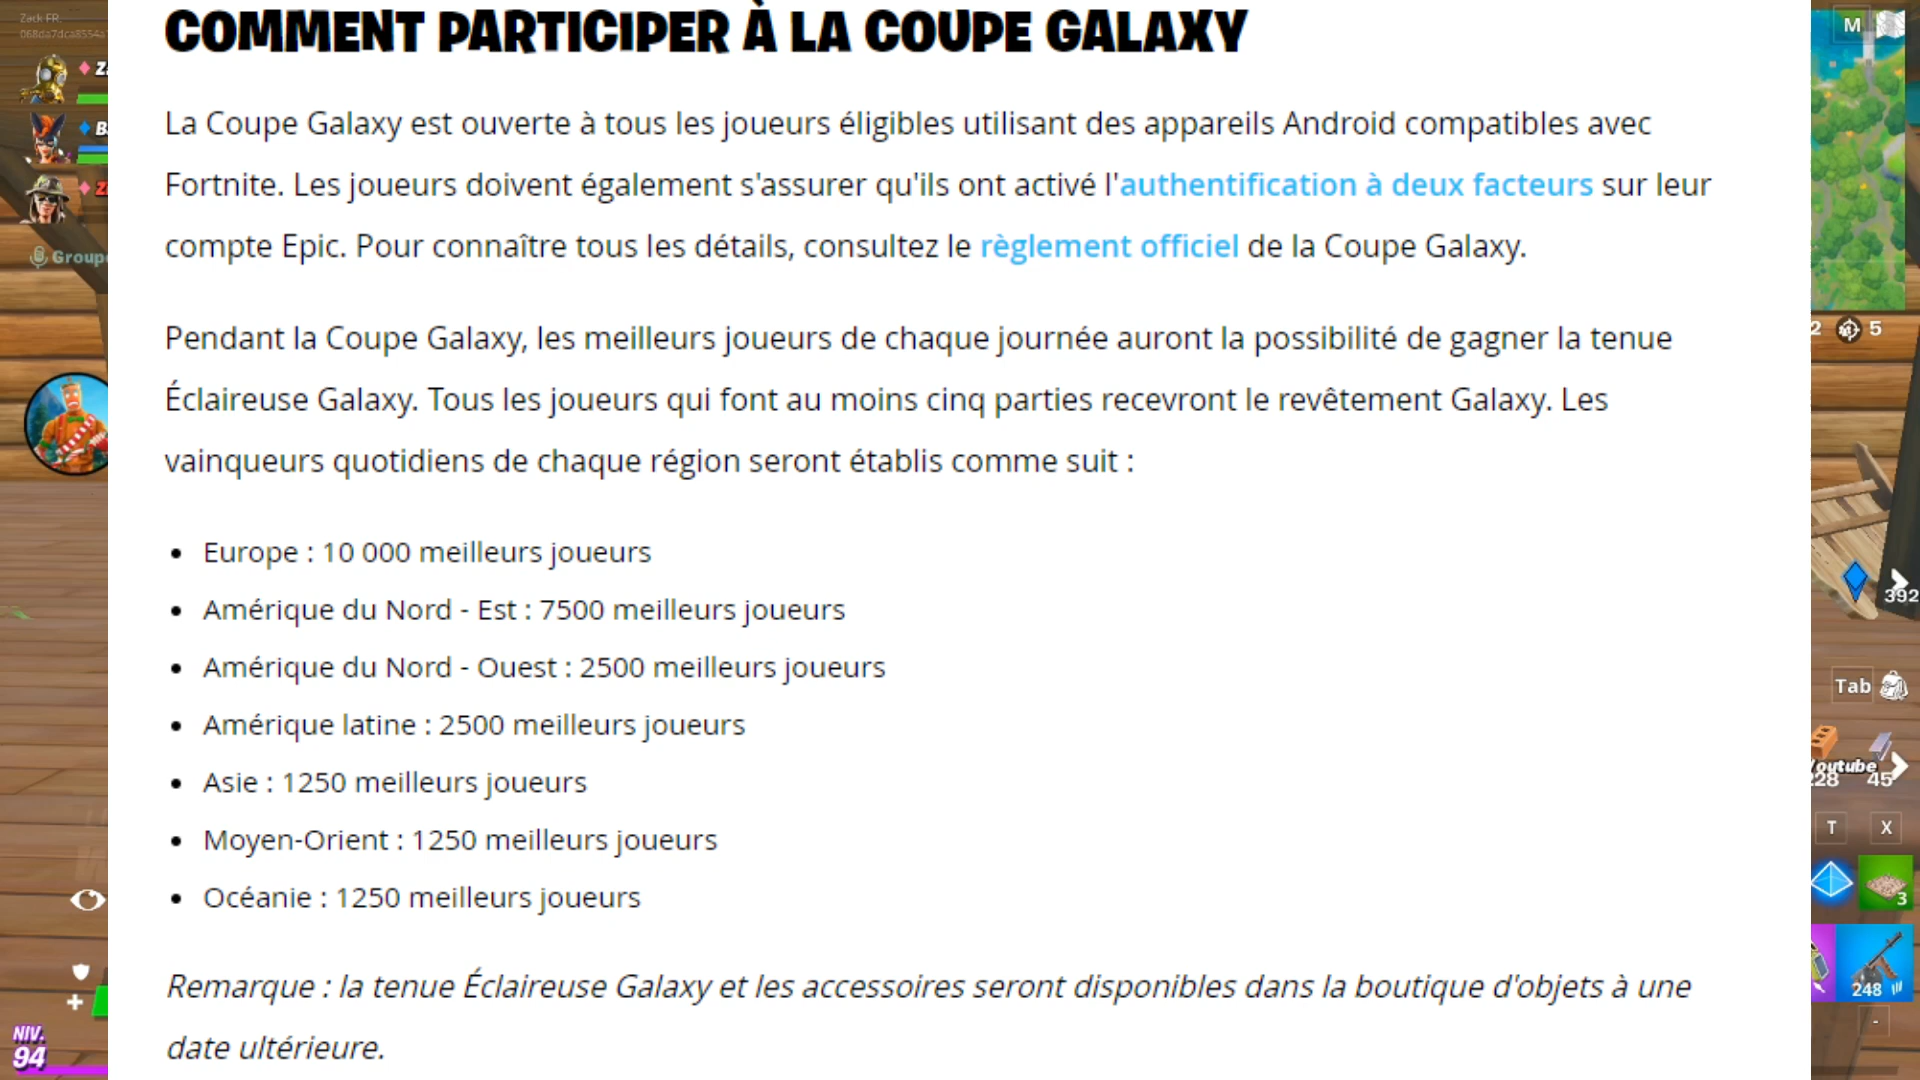 Zack FR.
COMMENT PARTICIPER À LA COUPE GALAXY
La Coupe Galaxy est ouverte à tous les joueurs éligibles utilisant des appareils Android compatibles avec
Fortnite. Les joueurs doivent également s'assurer qu'ils ont activé l'authentification à deux facteurs sur leur
compte Epic. Pour connaître tous les détails, consultez le règlement officiel de la Coupe Galaxy.
Pendant la Coupe Galaxy, les meilleurs joueurs de chaque journée auront la possibilité de gagner la tenue
Éclaireuse Galaxy. Tous les joueurs qui font au moins cinq parties recevront le revêtement Galaxy. Les
vainqueurs quotidiens de chaque région seront établis comme suit :
• Europe : 10 000 meilleurs joueurs
• Amérique du Nord - Est : 7500 meilleurs joueurs
• Amérique du Nord - Ouest : 2500 meilleurs joueurs
• Amérique latine : 2500 meilleurs joueurs
• Asie : 1250 meilleurs joueurs
• Moyen-Orient : 1250 meilleurs joueurs
• Océanie : 1250 meilleurs joueurs
Remarque : la tenue Éclaireuse Galaxy et les accessoires seront disponibles dans la boutique d'objets à une
date ultérieure.
Groupe
NIV.
94
M
2 5
392
Tab
Youtube
228 45
T X
3
248
-